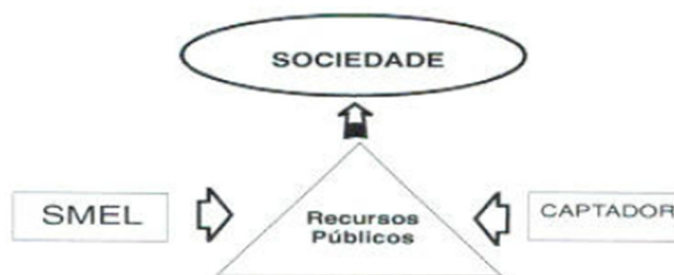 SOCIEDADE
SMEL
Recursos
Públicos
CAPTADOR